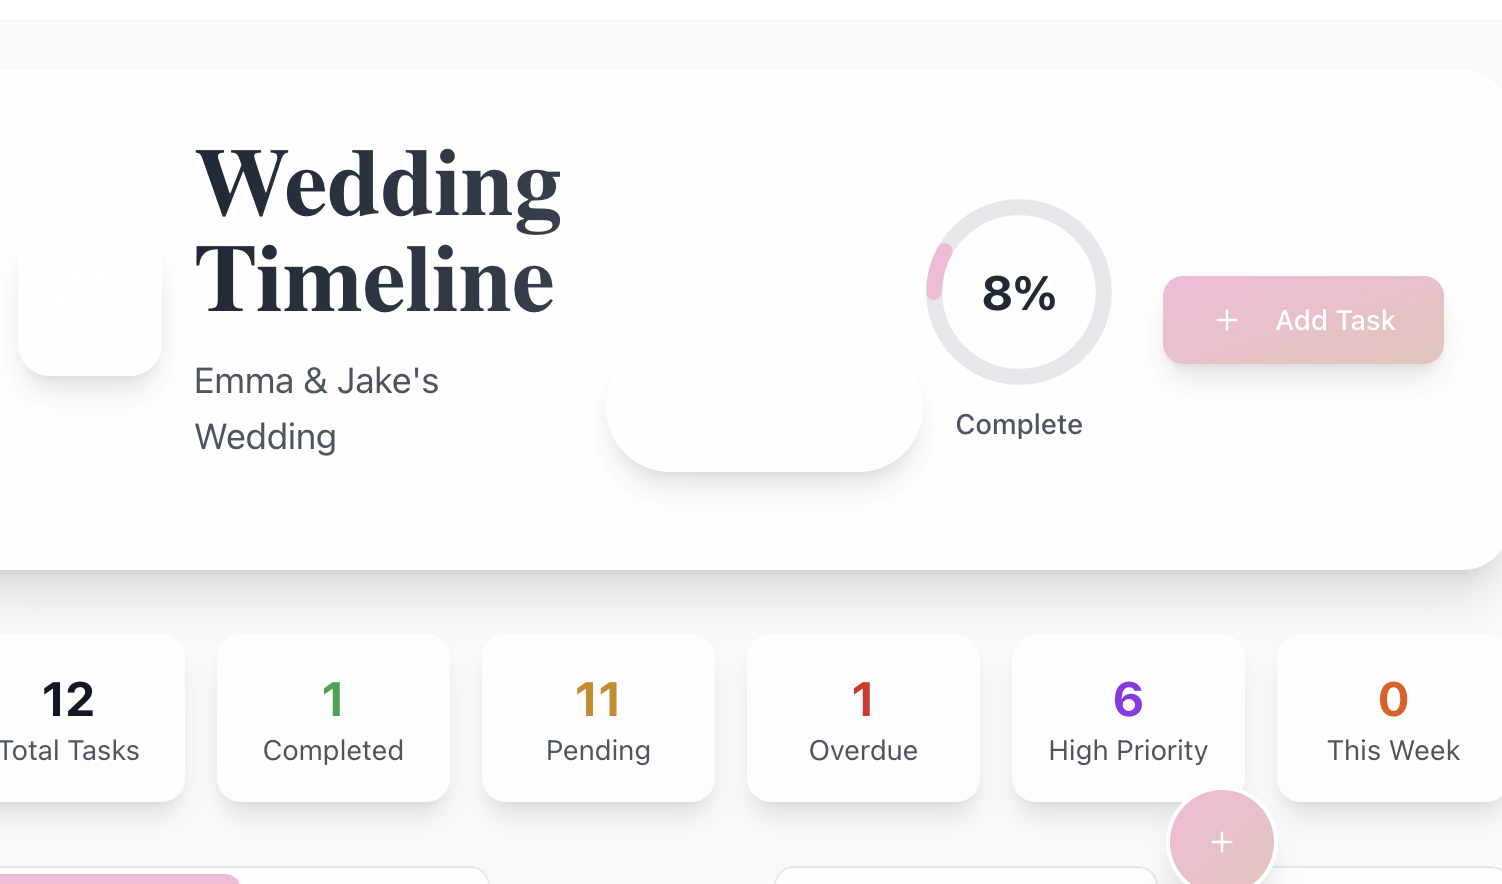 Wedding
Timeline
Emma & Jake's
Wedding
8%
Complete
Add Task
12
Total Tasks
1
Completed
11
Pending
1
Overdue
6
High Priority
0
This Week